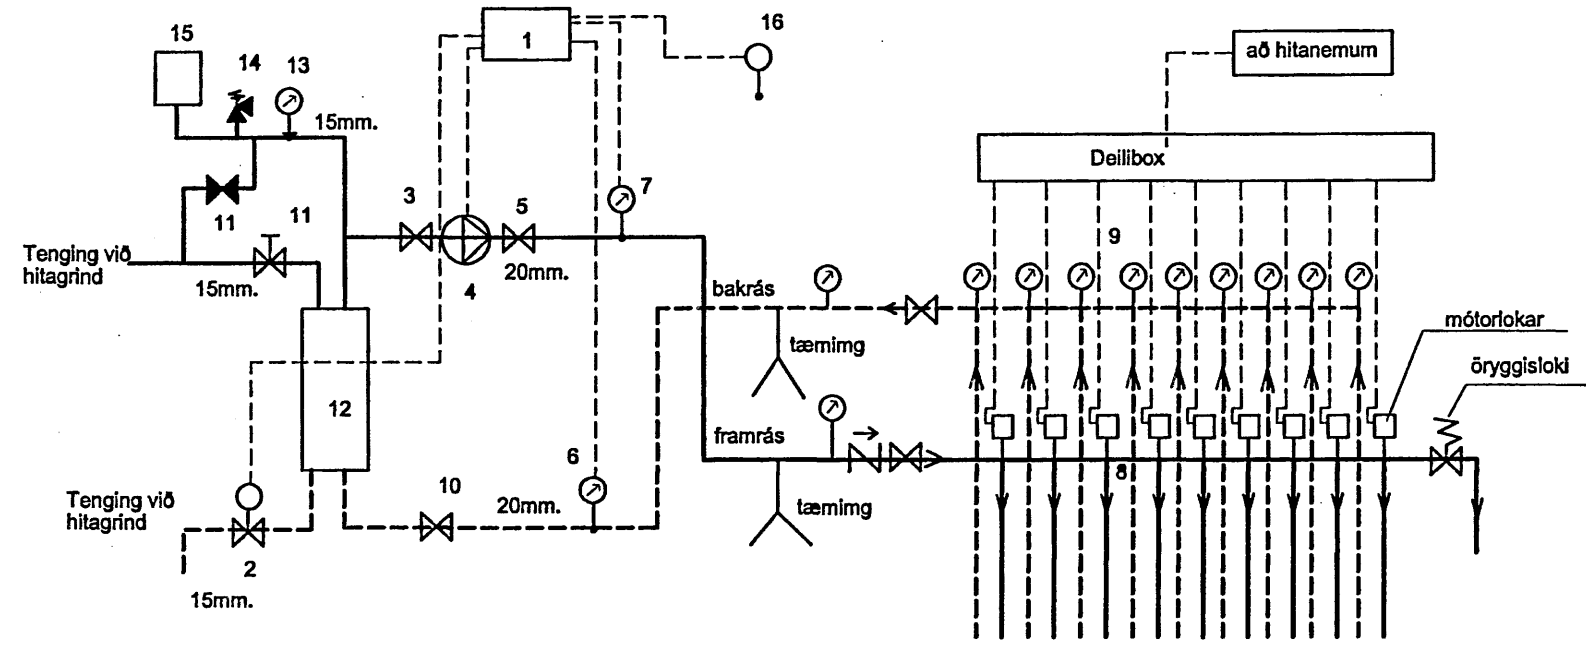 15
14
13
15mm.
1
16
að hitanemum
Deilibox
11
11
3
4
5
7
20mm.
Tenging við
hitagrind
15mm.
bakrás
tæmimg
9
mótorlokar
öryggisloki
12
framrás
tæmimg
8
6
10
20mm.
Tenging við
hitagrind
2
15mm.